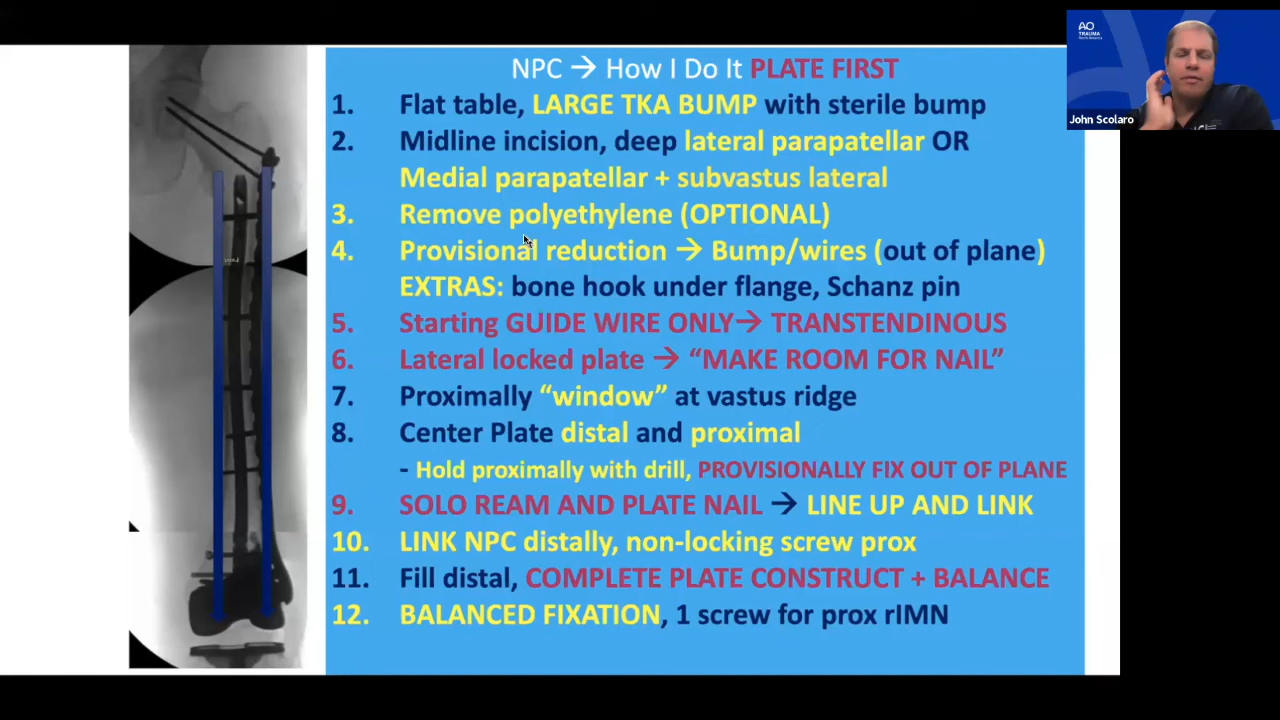 NPC → How I Do It PLATE FIRST
1. Flat table, LARGE TKA BUMP with sterile bump
2. Midline incision, deep lateral parapatellar OR
Medial parapatellar + subvastus lateral
3. Remove polyethylene (OPTIONAL)
4. Provisional reduction → Bump/wires (out of plane)
EXTRAS: bone hook under flange, Schanz pin
5. Starting GUIDE WIRE ONLY→ TRANSTENDINOUS
6. Lateral locked plate → “MAKE ROOM FOR NAIL”
7. Proximally “window” at vastus ridge
8. Center Plate distal and proximal
- Hold proximally with drill, PROVISIONALLY FIX OUT OF PLANE
9. SOLO REAM AND PLATE NAIL → LINE UP AND LINK
10. LINK NPC distally, non-locking screw prox
11. Fill distal, COMPLETE PLATE CONSTRUCT + BALANCE
12. BALANCED FIXATION, 1 screw for prox rIMN
AO
TRAUMA
North America
John Scolaro